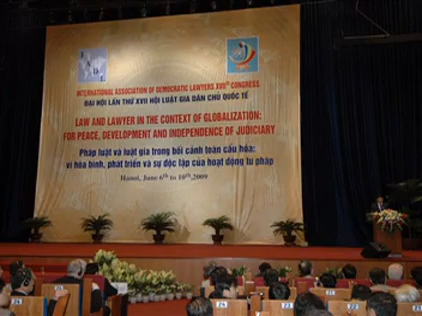 IADL
INTERNATIONAL ASSOCIATION OF DEMOCRATIC LAWYERS XVIIth CONGRESS
ĐẠI HỘI LẦN THỨ XVII HỘI LUẬT GIA DÂN CHỦ QUỐC TẾ
LAW AND LAWYER IN THE CONTEXT OF GLOBALIZATION:
FOR PEACE, DEVELOPMENT AND INDEPENDENCE OF JUDICIARY
Pháp luật và luật gia trong bối cảnh toàn cầu hóa:
vì hòa bình, phát triển và sự độc lập của hoạt động tư pháp
Hanoi, June 6th to 10th, 2009